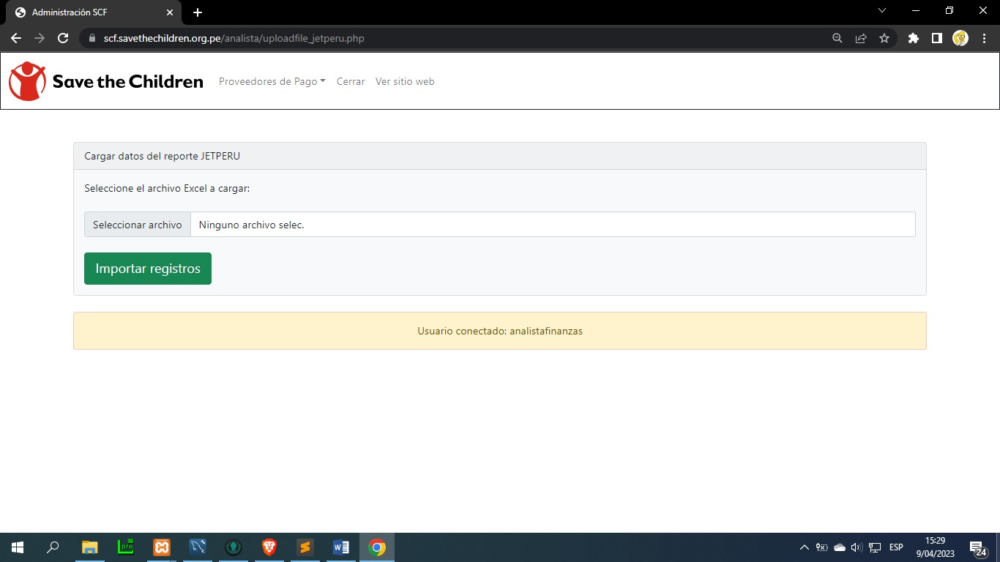 Administración SCF
scf.savethechildren.org.pe/analista/uploadfile_jetperu.php
Save the Children
Proveedores de Pago
Cerrar
Ver sitio web
Cargar datos del reporte JETPERU
Seleccione el archivo Excel a cargar:
Seleccionar archivo
Ninguno archivo selec.
Importar registros
Usuario conectado: analistafinanzas
ESP
15:29
9/04/2023
24